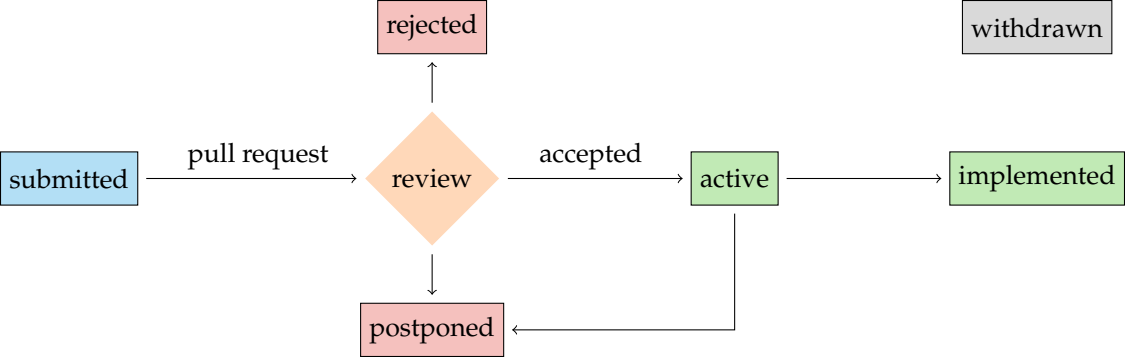 rejected
withdrawn
pull request
accepted
submitted
review
active
implemented
postponed